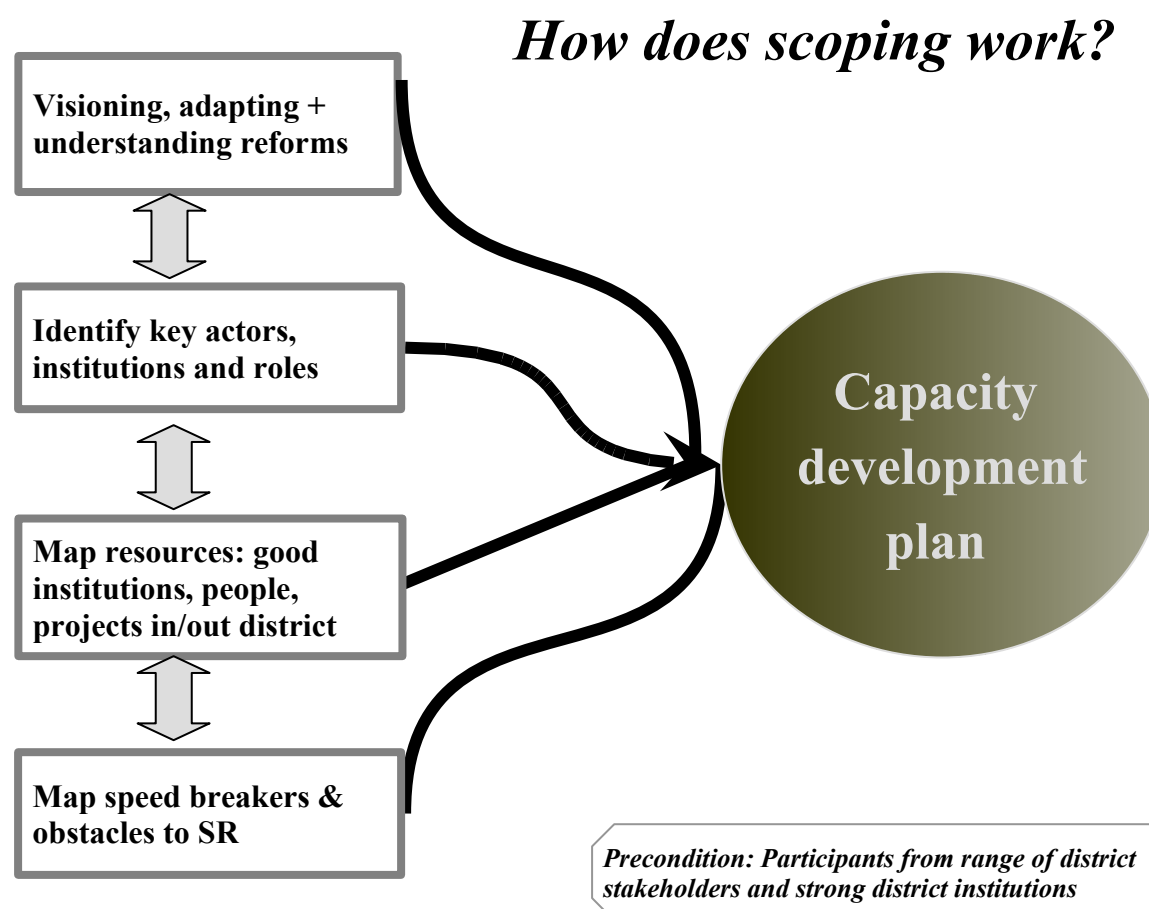 How does scoping work?
Visioning, adapting +
understanding reforms
Identify key actors,
institutions and roles
Map resources: good
institutions, people,
projects in/out district
Map speed breakers &
obstacles to SR
Capacity
development
plan
Precondition: Participants from range of district
stakeholders and strong district institutions